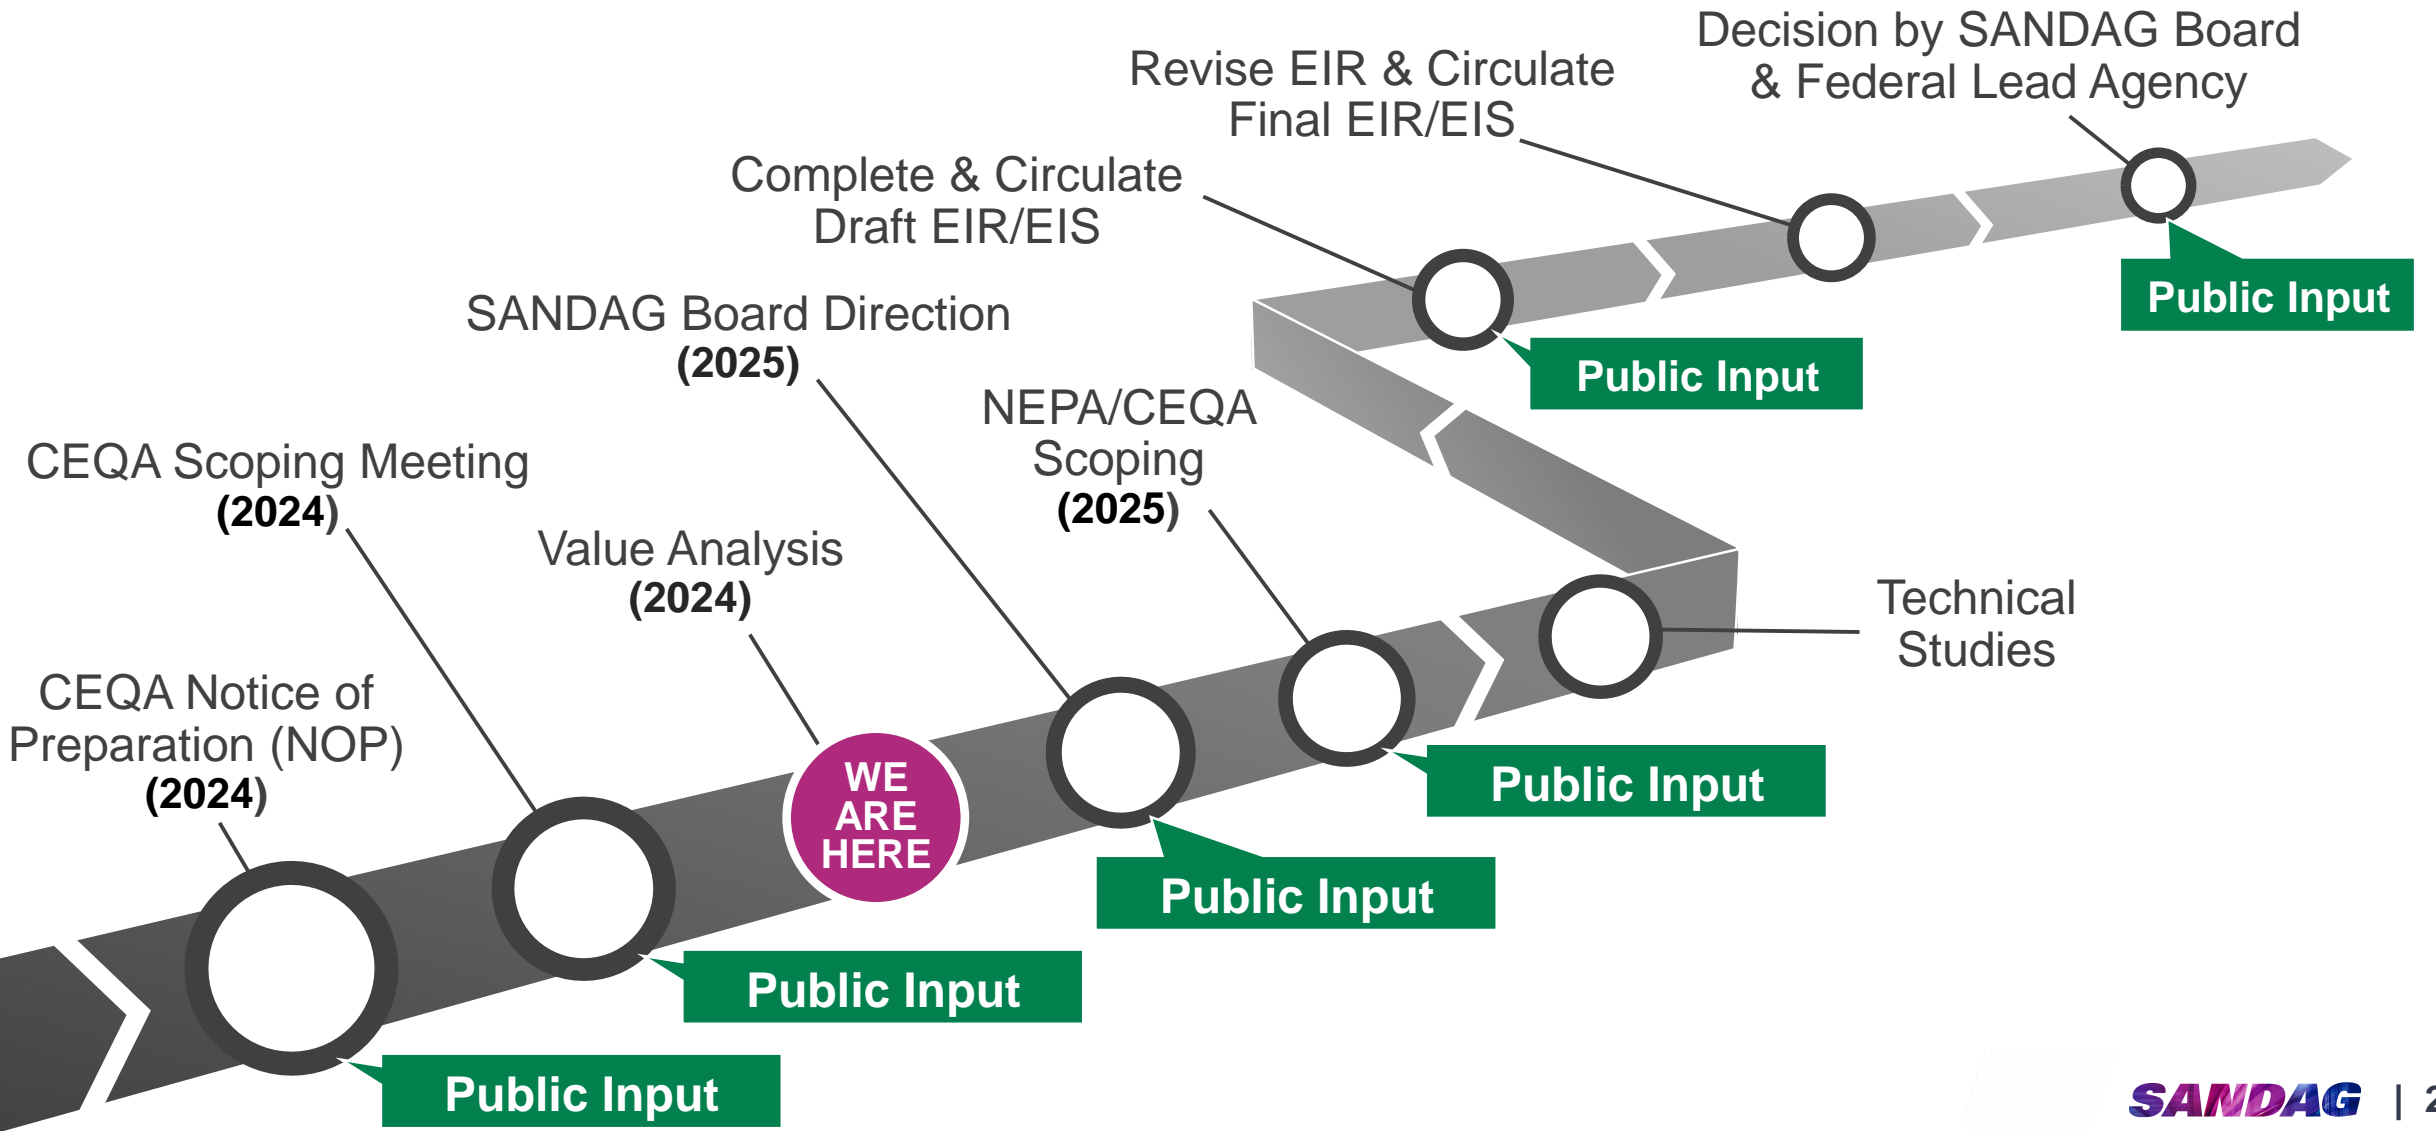 Decision by SANDAG Board
& Federal Lead Agency
Revise EIR & Circulate
Final EIR/EIS
Complete & Circulate
Draft EIR/EIS
Public Input
SANDAG Board Direction
(2025)
Public Input
NEPA/CEQA
Scoping
(2025)
CEQA Scoping Meeting
(2024)
Value Analysis
(2024)
Technical
Studies
CEQA Notice of
Preparation (NOP)
(2024)
WE
ARE
HERE
Public Input
Public Input
Public Input
Public Input
SANDAG | 2